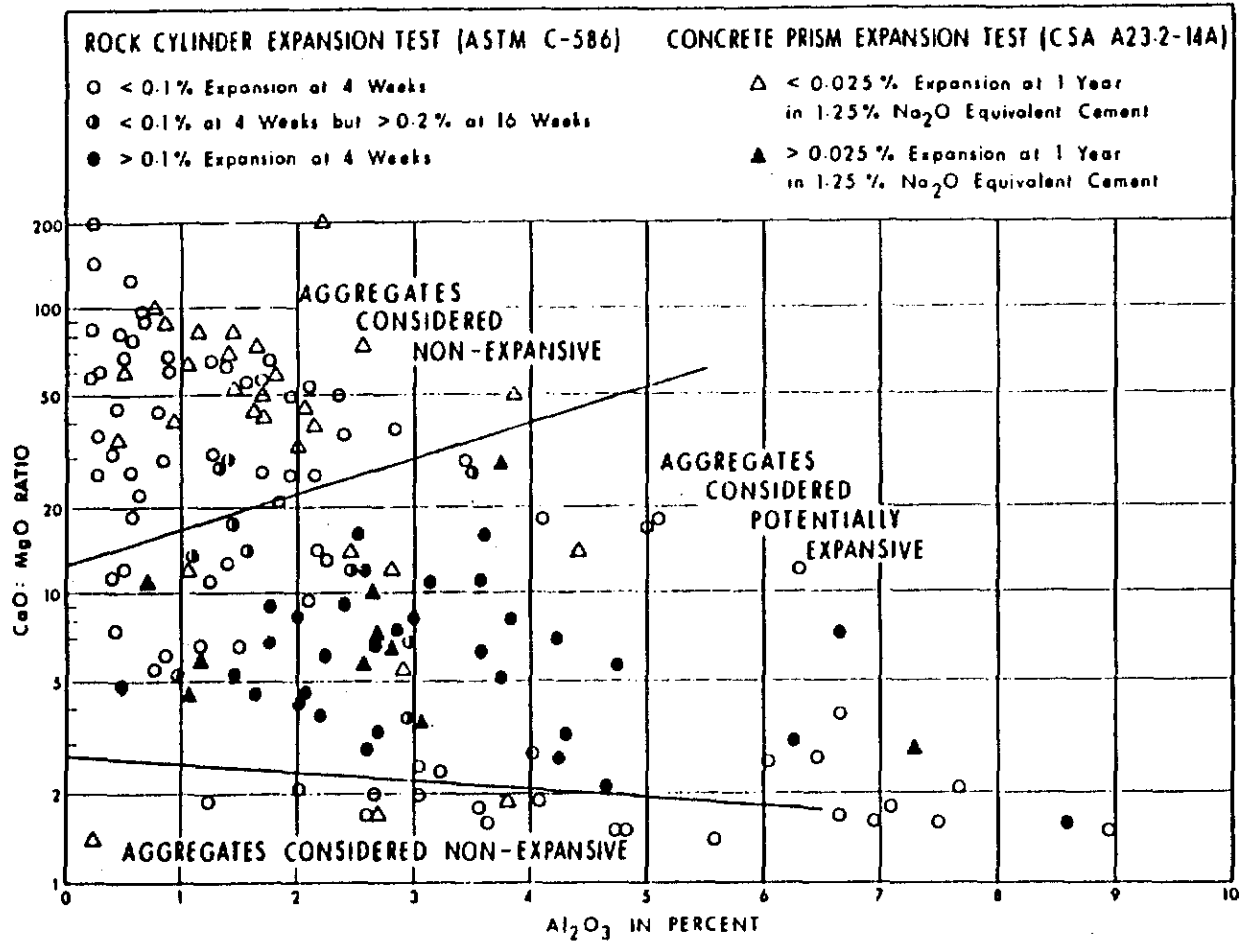 ROCK CYLINDER EXPANSION TEST (ASTM C-586)
○ < 0.1% Expansion at 4 Weeks
◑ < 0.1% at 4 Weeks but > 0.2% at 16 Weeks
● > 0.1% Expansion at 4 Weeks
CONCRETE PRISM EXPANSION TEST (CSA A23.2-14A)
△ < 0.025% Expansion at 1 Year
in 1.25% Na₂O Equivalent Cement
▲ > 0.025% Expansion at 1 Year
in 1.25% Na₂O Equivalent Cement
200
100
50
20
10
5
2
1
CaO: MgO RATIO
AGGREGATES
CONSIDERED
NON-EXPANSIVE
AGGREGATES
CONSIDERED
POTENTIALLY
EXPANSIVE
AGGREGATES CONSIDERED NON-EXPANSIVE
0 1 2 3 4 5 6 7 8 9 10
Al₂O₃ IN PERCENT